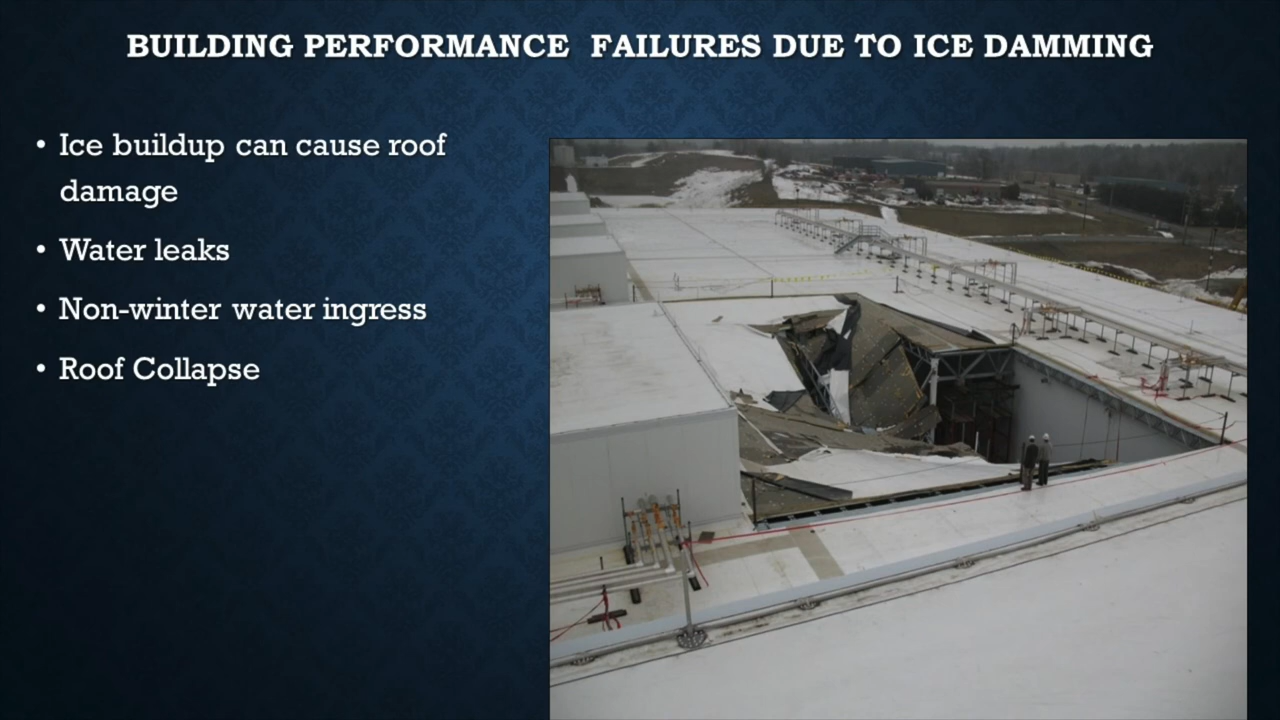 BUILDING PERFORMANCE FAILURES DUE TO ICE DAMMING
• Ice buildup can cause roof
damage
• Water leaks
• Non-winter water ingress
• Roof Collapse